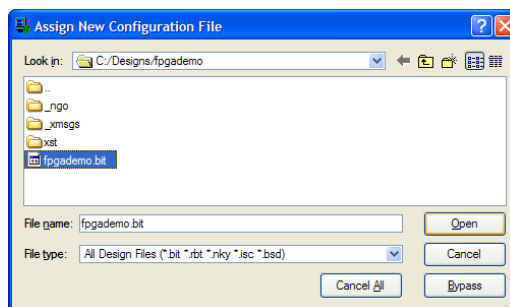 Assign New Configuration File
Look in: C:/Designs/fpgademo
..
_ngo
_xmsgs
xst
fpgademo.bit
File name: fpgademo.bit Open
File type: All Design Files (*.bit *.rbt *.nky *.isc *.bsd) Cancel
Cancel All Bypass